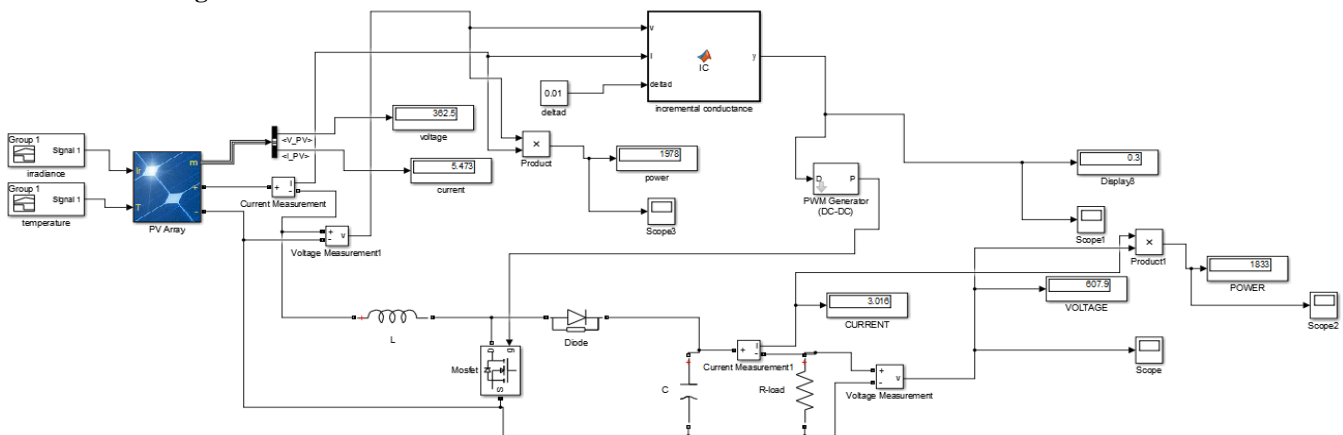 v
I
deltad
IC
y
incremental conductance
0.01
deltad
362.5
voltage
<V_PV>
<I_PV>
5.473
current
Group 1
Signal 1
irradiance
Group 1
Signal 1
temperature
Ir
T
m
+
-
PV Array
+
i
-
Current Measurement
+
-
v
Voltage Measurement1
×
Product
1978
power
Scope3
D
P
PWM Generator
(DC-DC)
0.3
Display8
Scope1
×
Product1
1833
POWER
Scope2
607.9
VOLTAGE
3.016
CURRENT
Scope
+
L
Diode
g
D
S
Mosfet
+
C
+
i
-
Current Measurement1
+
R-load
+
-
v
Voltage Measurement